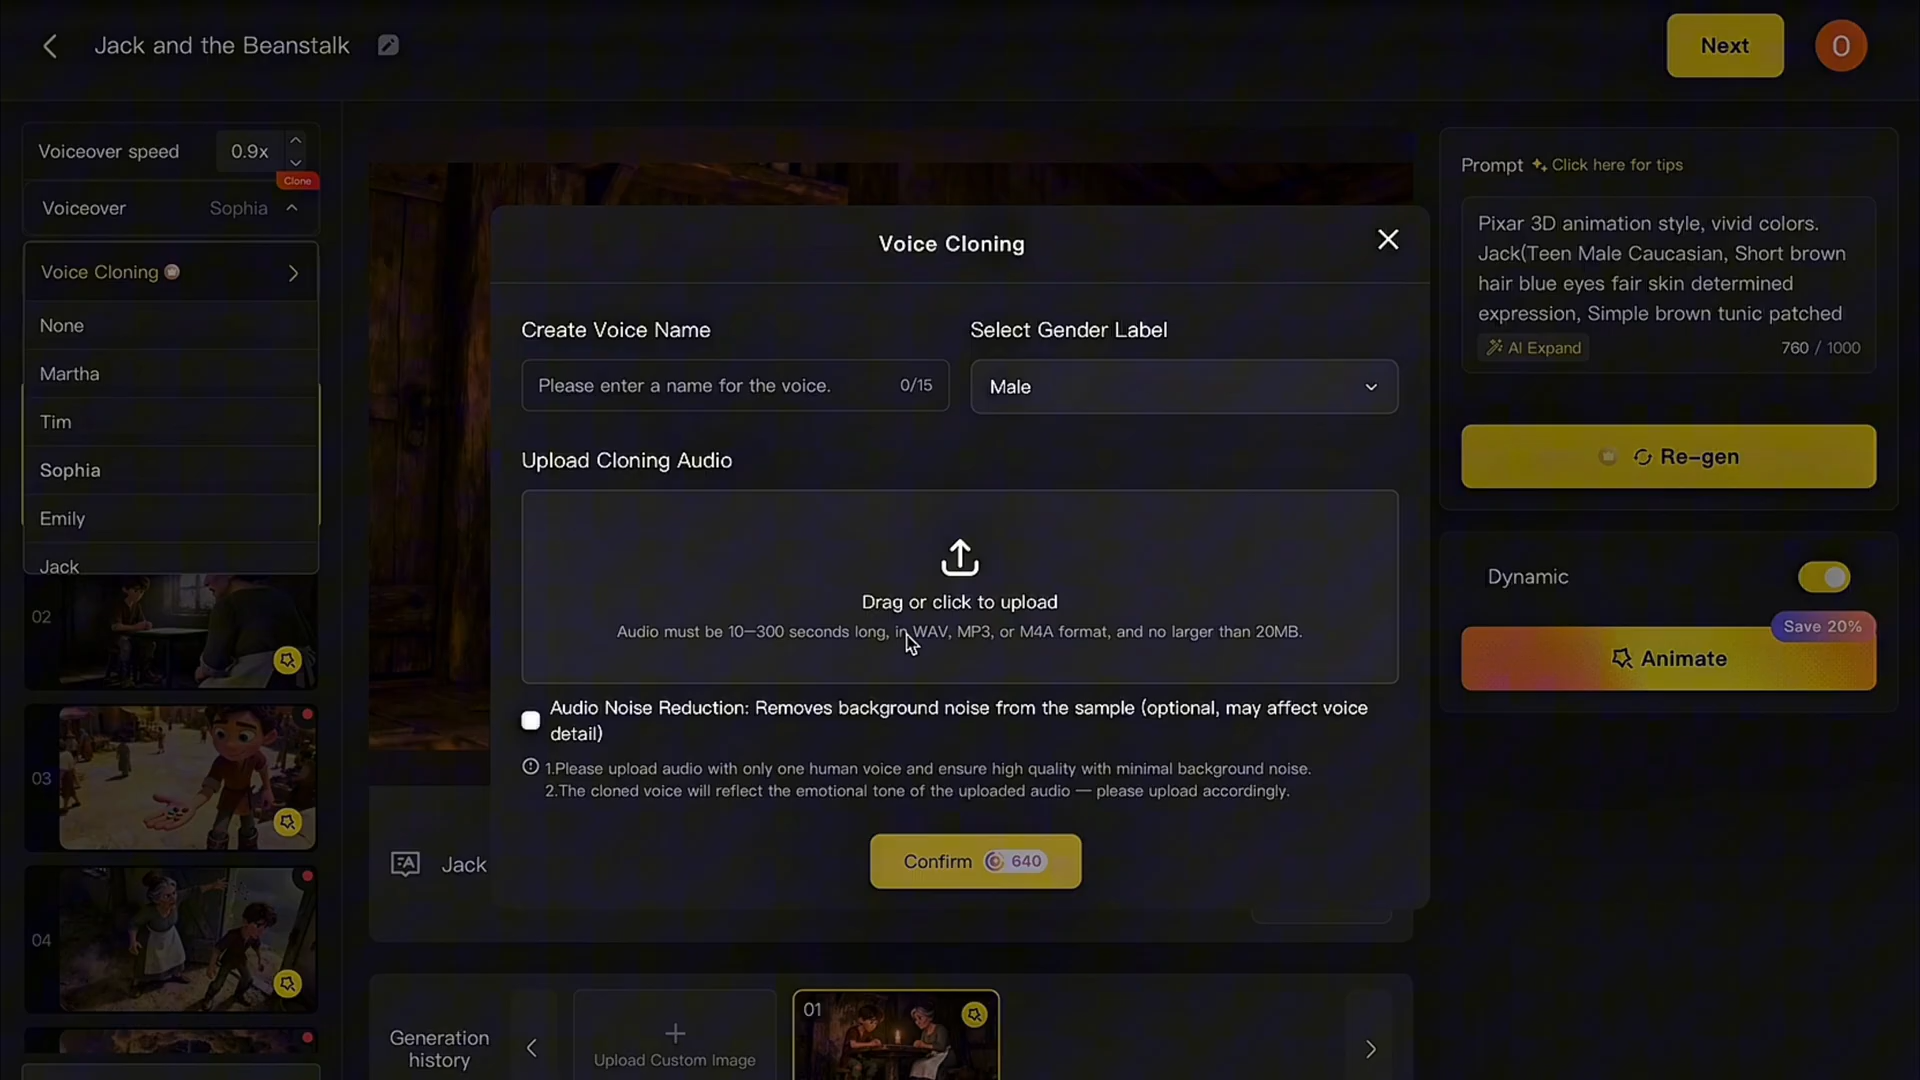 Jack and the Beanstalk
Next
O
Voiceover speed
0.9x
Clone
Voiceover
Sophia
Voice Cloning
None
Martha
Tim
Sophia
Emily
Jack
02
03
04
Voice Cloning
Create Voice Name
Please enter a name for the voice.
0/15
Select Gender Label
Male
Upload Cloning Audio
Drag or click to upload
Audio must be 10–300 seconds long, in WAV, MP3, or M4A format, and no larger than 20MB.
Audio Noise Reduction: Removes background noise from the sample (optional, may affect voice
detail)
1.Please upload audio with only one human voice and ensure high quality with minimal background noise.
2.The cloned voice will reflect the emotional tone of the uploaded audio — please upload accordingly.
Confirm
640
Jack
Generation
history
Upload Custom Image
01
Prompt
Click here for tips
Pixar 3D animation style, vivid colors.
Jack(Teen Male Caucasian, Short brown
hair blue eyes fair skin determined
expression, Simple brown tunic patched
AI Expand
760 / 1000
Re-gen
Dynamic
Save 20%
Animate